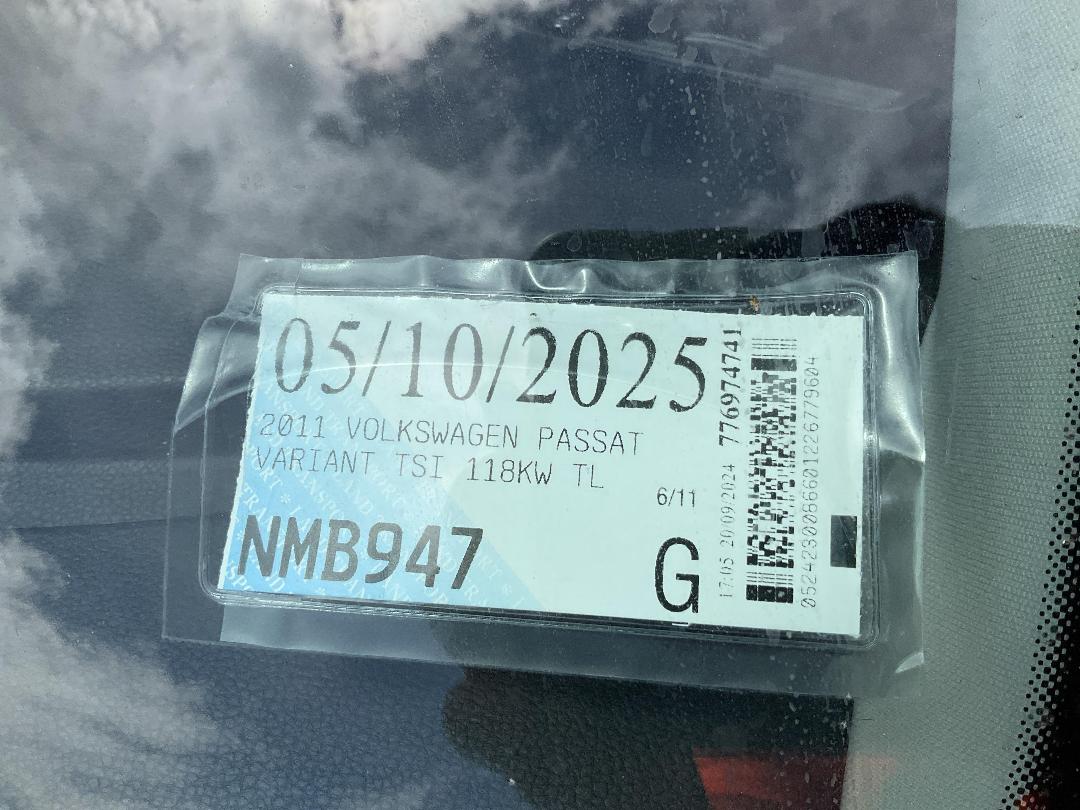 05/10/2025
2011 VOLKSWAGEN PASSAT
VARIANT TSI 118KW TL
6/11
NMB947
G
17:05 20/09/2024 776974741
0524230086601226779604